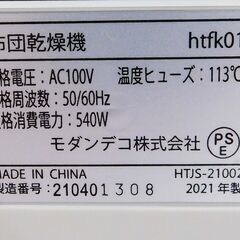 布団乾燥機 htfk01
格電圧：AC100V 温度ヒューズ：113℃
格周波数：50/60Hz
格消費電力：540W
モダンデコ株式会社
PSE
MADE IN CHINA HTJS-21002
製造番号：210401308 2021年製